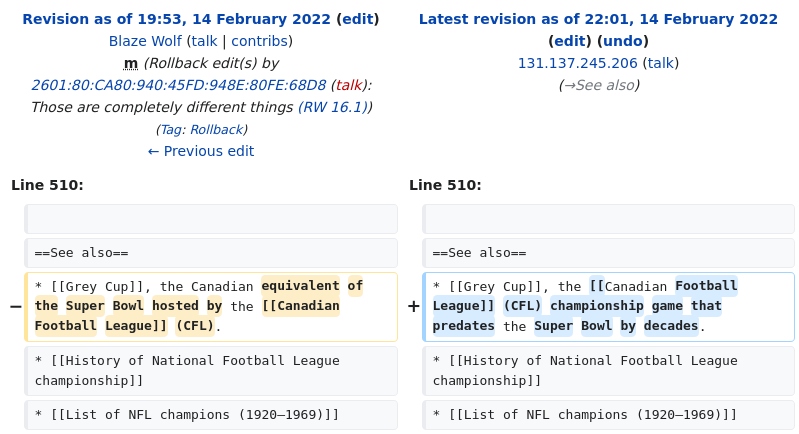 Revision as of 19:53, 14 February 2022 (edit)
Blaze Wolf (talk | contribs)
m (Rollback edit(s) by
2601:80:CA80:940:45FD:948E:80FE:68D8 (talk):
Those are completely different things (RW 16.1))
(Tag: Rollback)
← Previous edit
Latest revision as of 22:01, 14 February 2022
(edit) (undo)
131.137.245.206 (talk)
(→See also)
Line 510:
Line 510:
==See also==
==See also==
− * [[Grey Cup]], the Canadian equivalent of
the Super Bowl hosted by the [[Canadian
Football League]] (CFL).
+ * [[Grey Cup]], the [[Canadian Football
League]] (CFL) championship game that
predates the Super Bowl by decades.
* [[History of National Football League
championship]]
* [[History of National Football League
championship]]
* [[List of NFL champions (1920–1969)]]
* [[List of NFL champions (1920–1969)]]